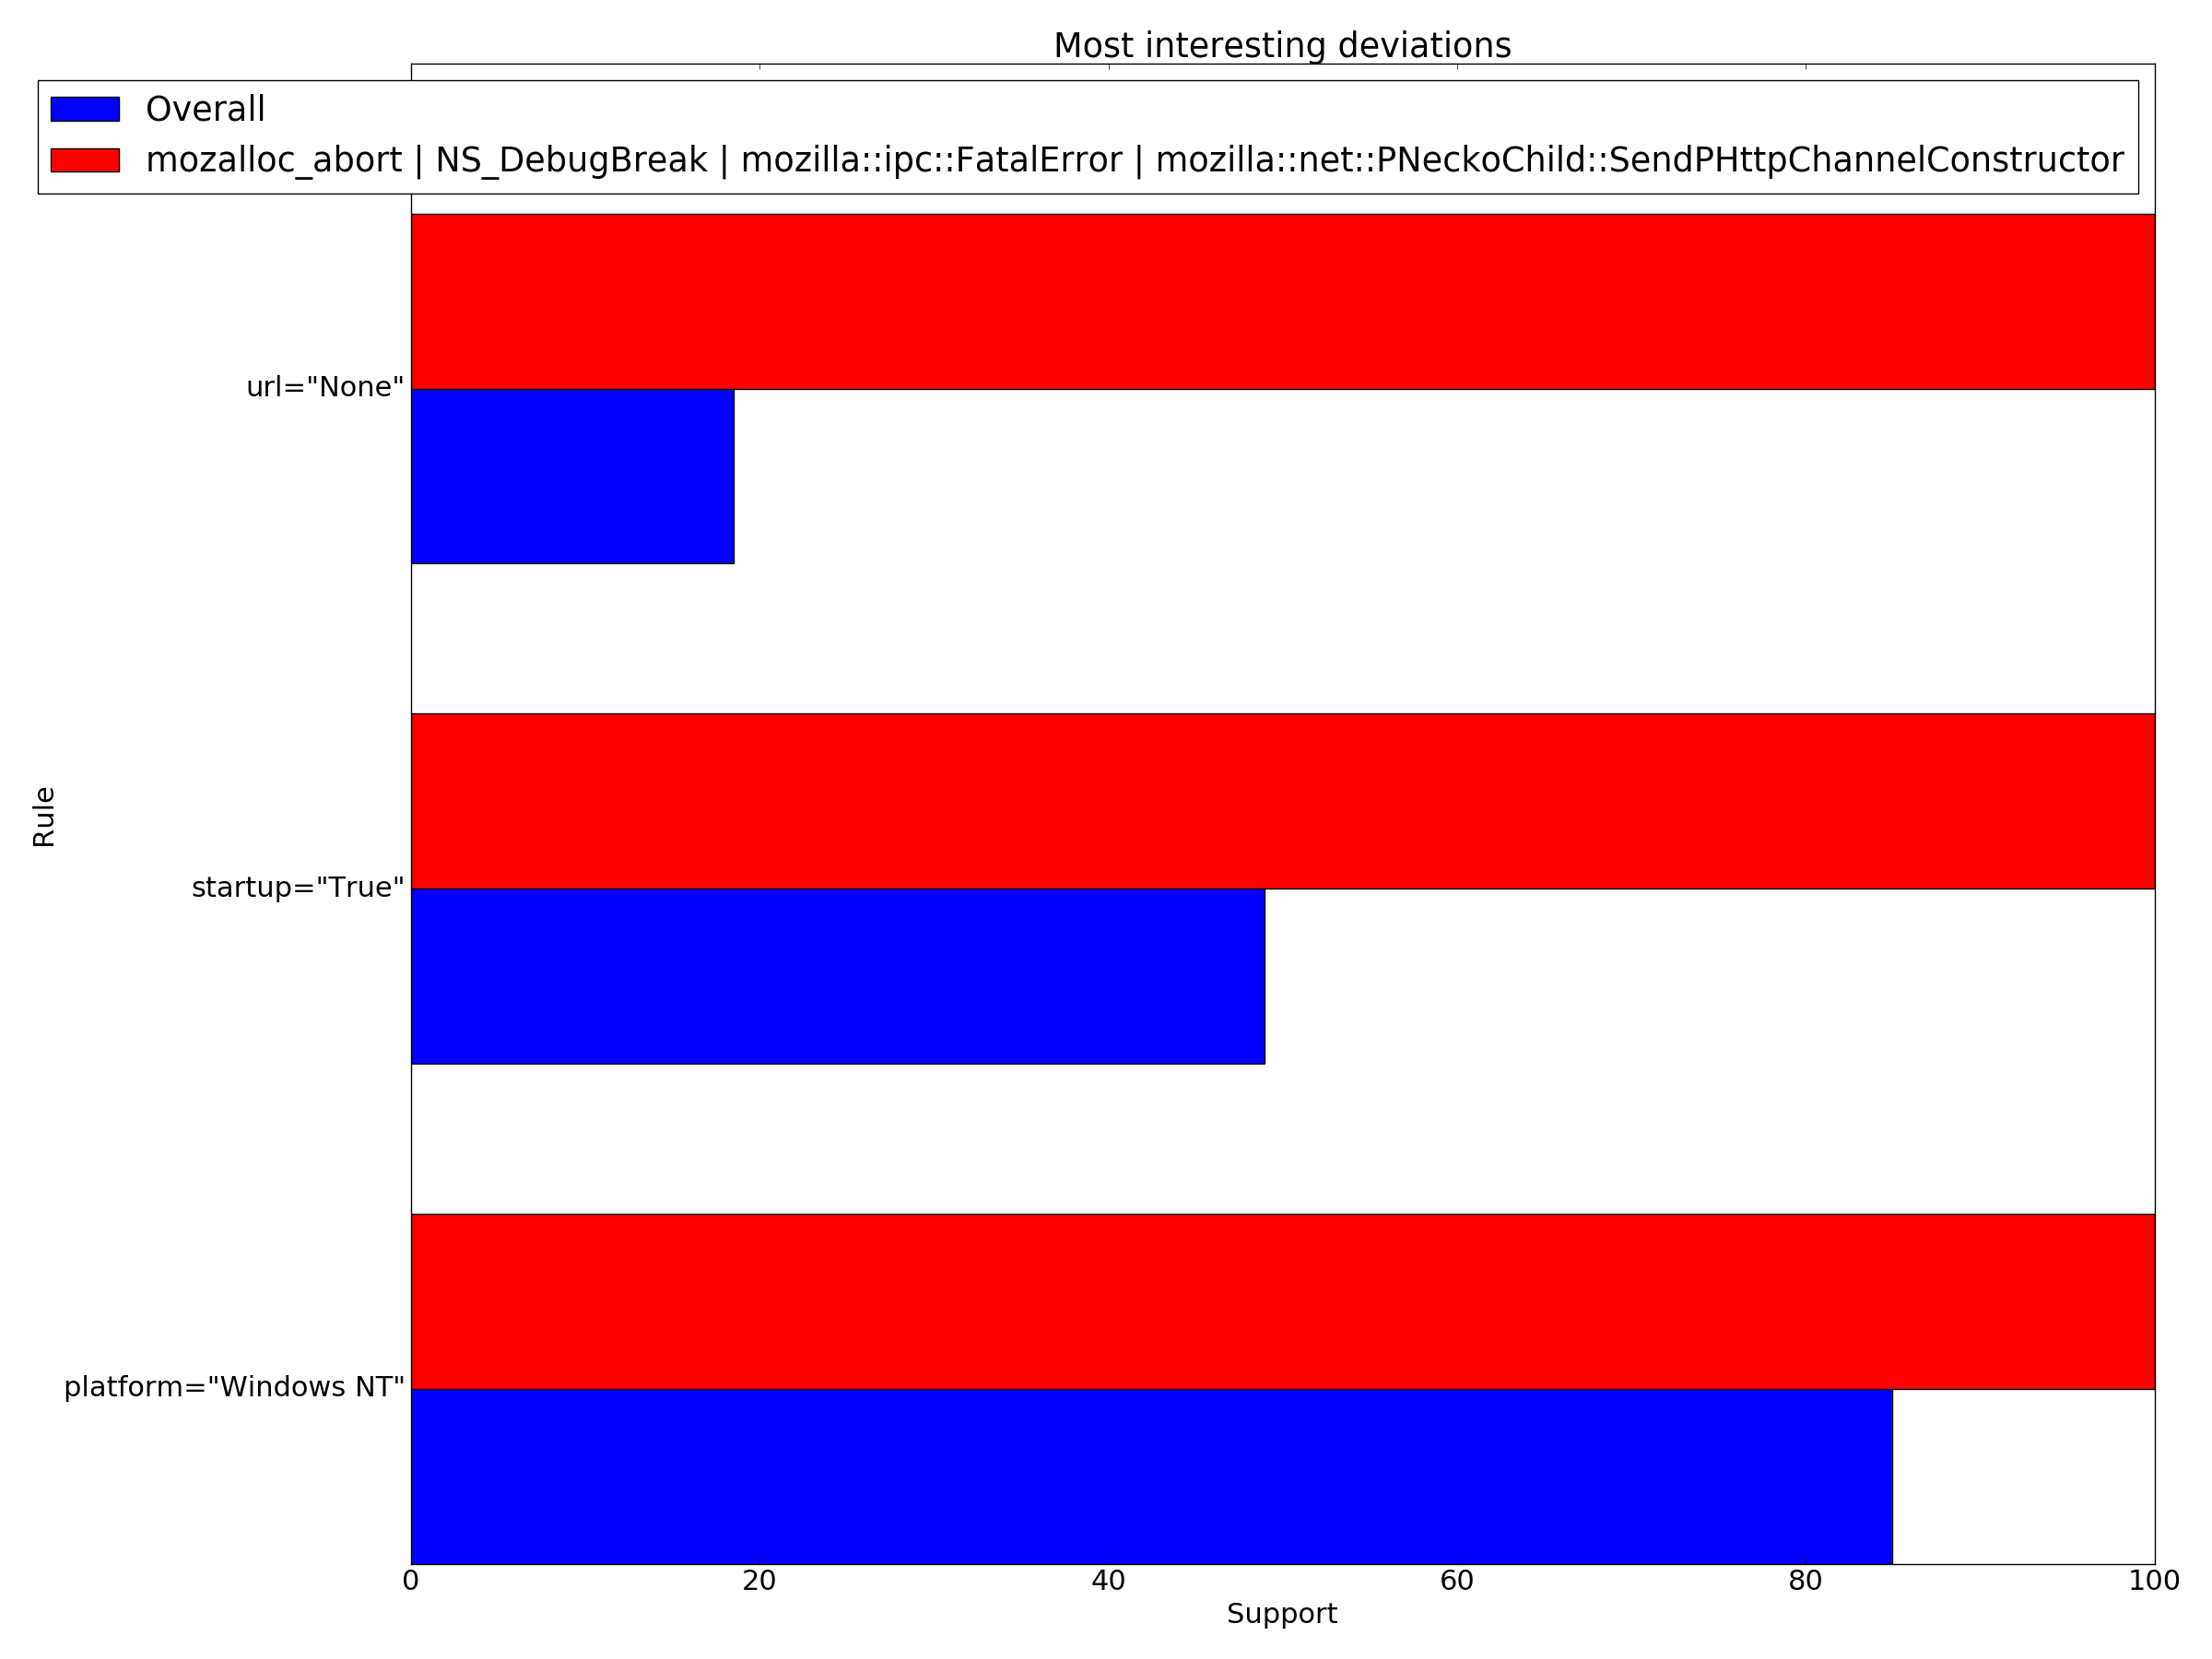 Most interesting deviations
Overall
mozalloc_abort | NS_DebugBreak | mozilla::ipc::FatalError | mozilla::net::PNeckoChild::SendPHttpChannelConstructor
url="None"
Rule
startup="True"
platform="Windows NT"
0 20 40 60 80 100
Support